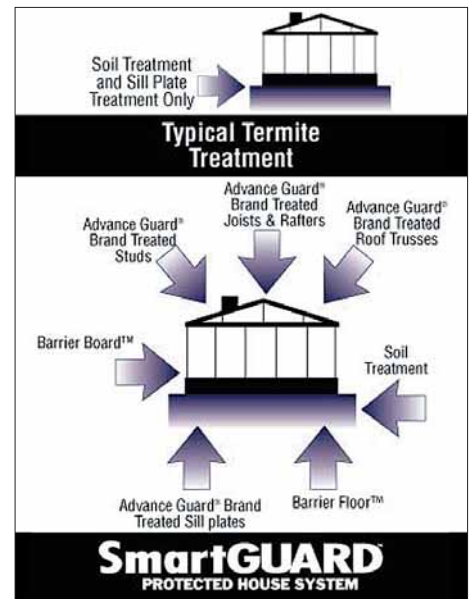 Soil Treatment
and Sill Plate
Treatment Only
Typical Termite
Treatment
Advance Guard®
Brand Treated
Joists & Rafters
Advance Guard®
Brand Treated
Studs
Advance Guard®
Brand Treated
Roof Trusses
Barrier Board™
Soil
Treatment
Advance Guard® Brand
Treated Sill plates
Barrier Floor™
SmartGUARD™
PROTECTED HOUSE SYSTEM